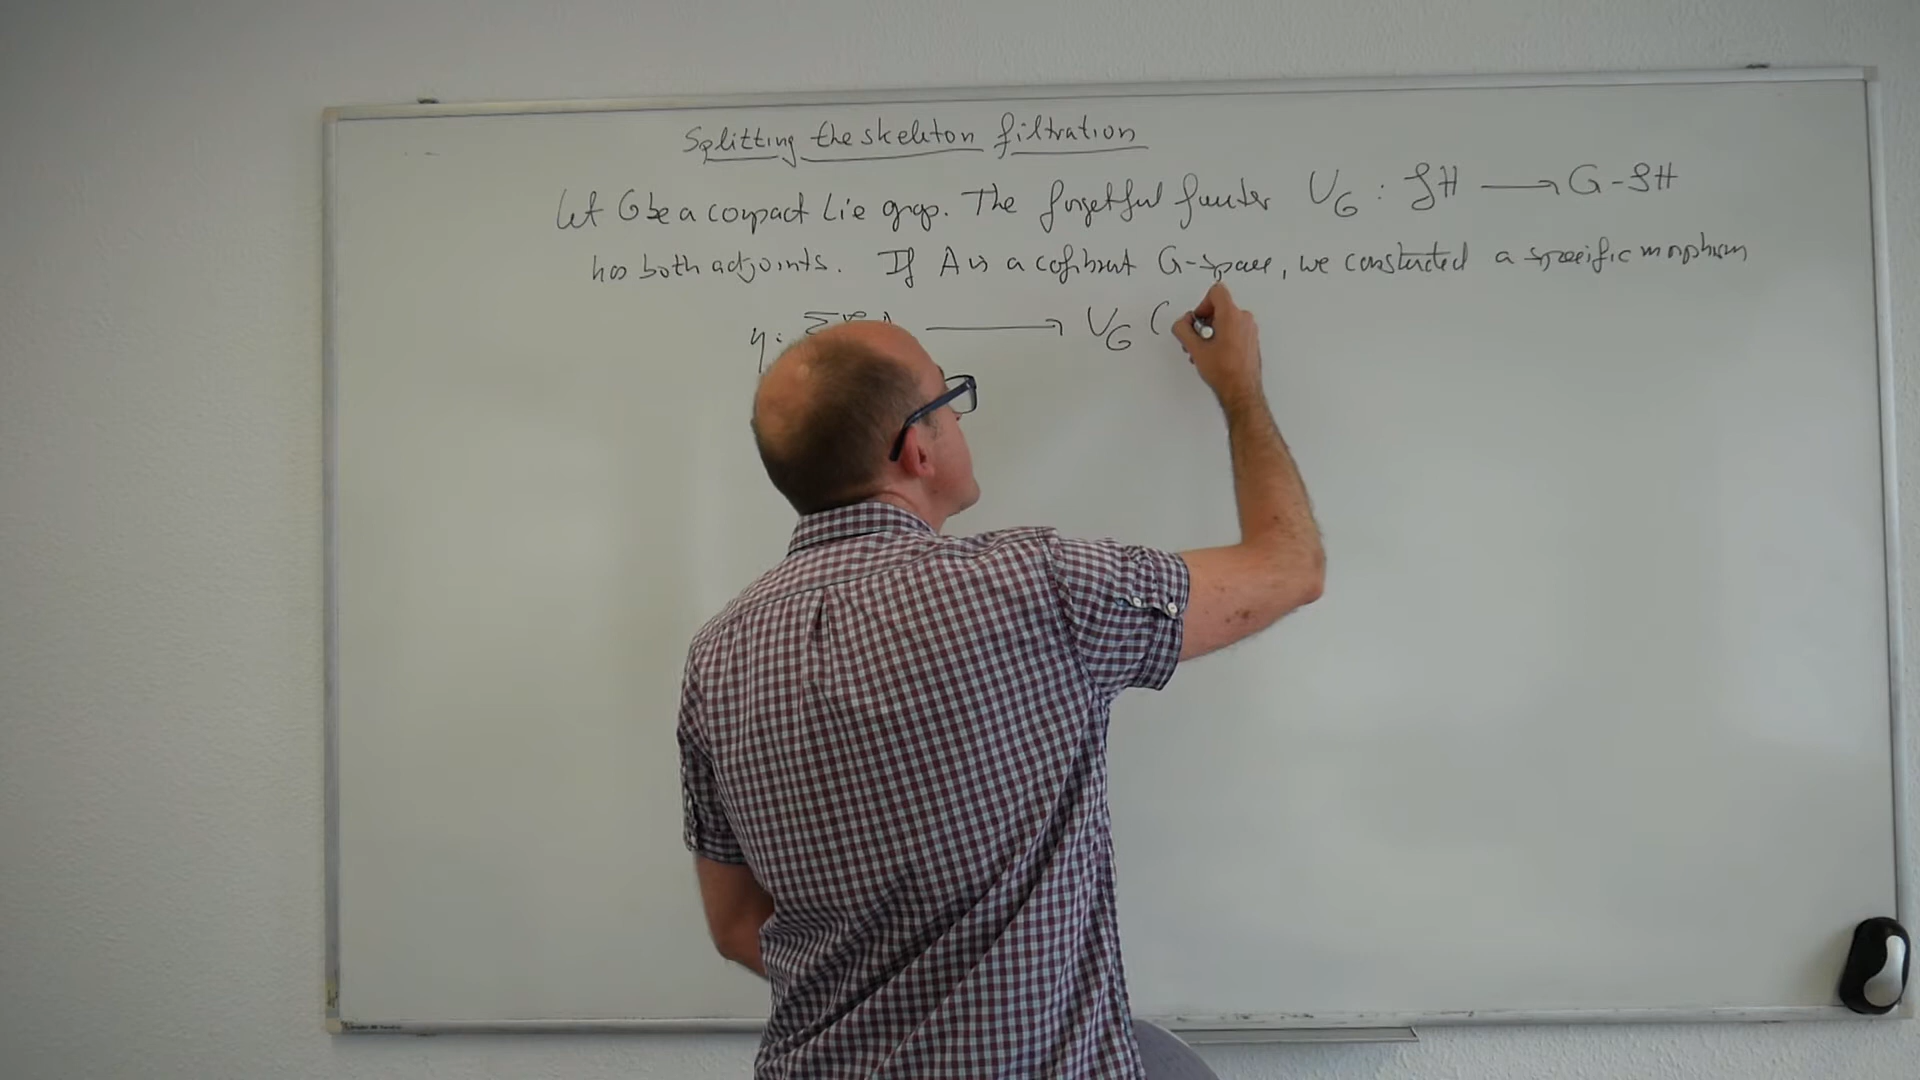 Splitting the skeleton filtration
Let G be a compact Lie group. The forgetful functor U_G : SH → G-SH
has both adjoints. If A is a cofibrant G-space, we constructed a specific morphism
η: Σ^∞ A → U_G (